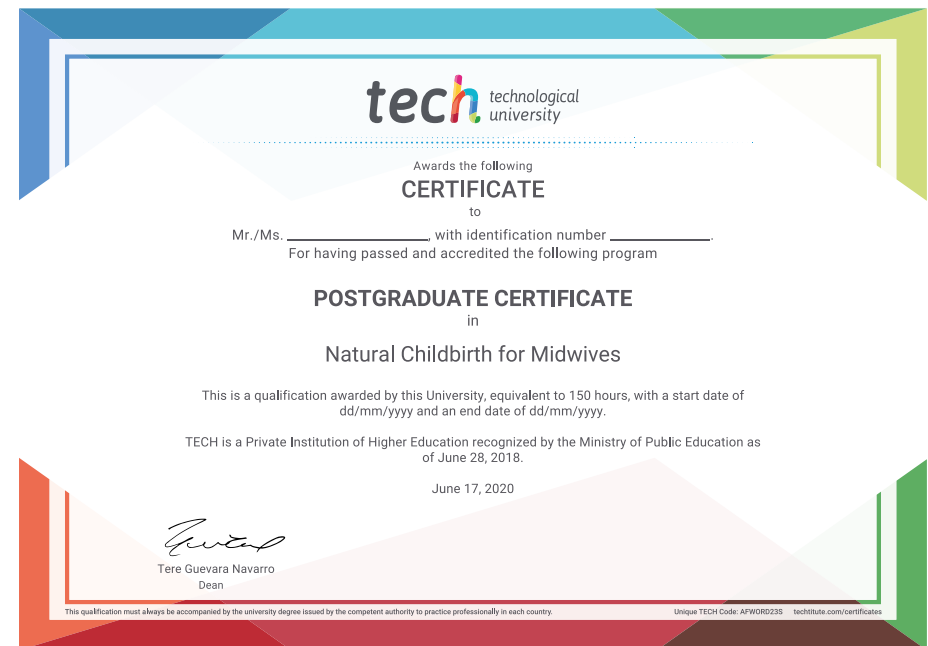 tech technological
university
Awards the following
CERTIFICATE
to
Mr./Ms. ____________________, with identification number ______________.
For having passed and accredited the following program
POSTGRADUATE CERTIFICATE
in
Natural Childbirth for Midwives
This is a qualification awarded by this University, equivalent to 150 hours, with a start date of
dd/mm/yyyy and an end date of dd/mm/yyyy.
TECH is a Private Institution of Higher Education recognized by the Ministry of Public Education as
of June 28, 2018.
June 17, 2020
Tere Guevara Navarro
Dean
This qualification must always be accompanied by the university degree issued by the competent authority to practice professionally in each country. Unique TECH Code: AFWORD23S techtitute.com/certificates